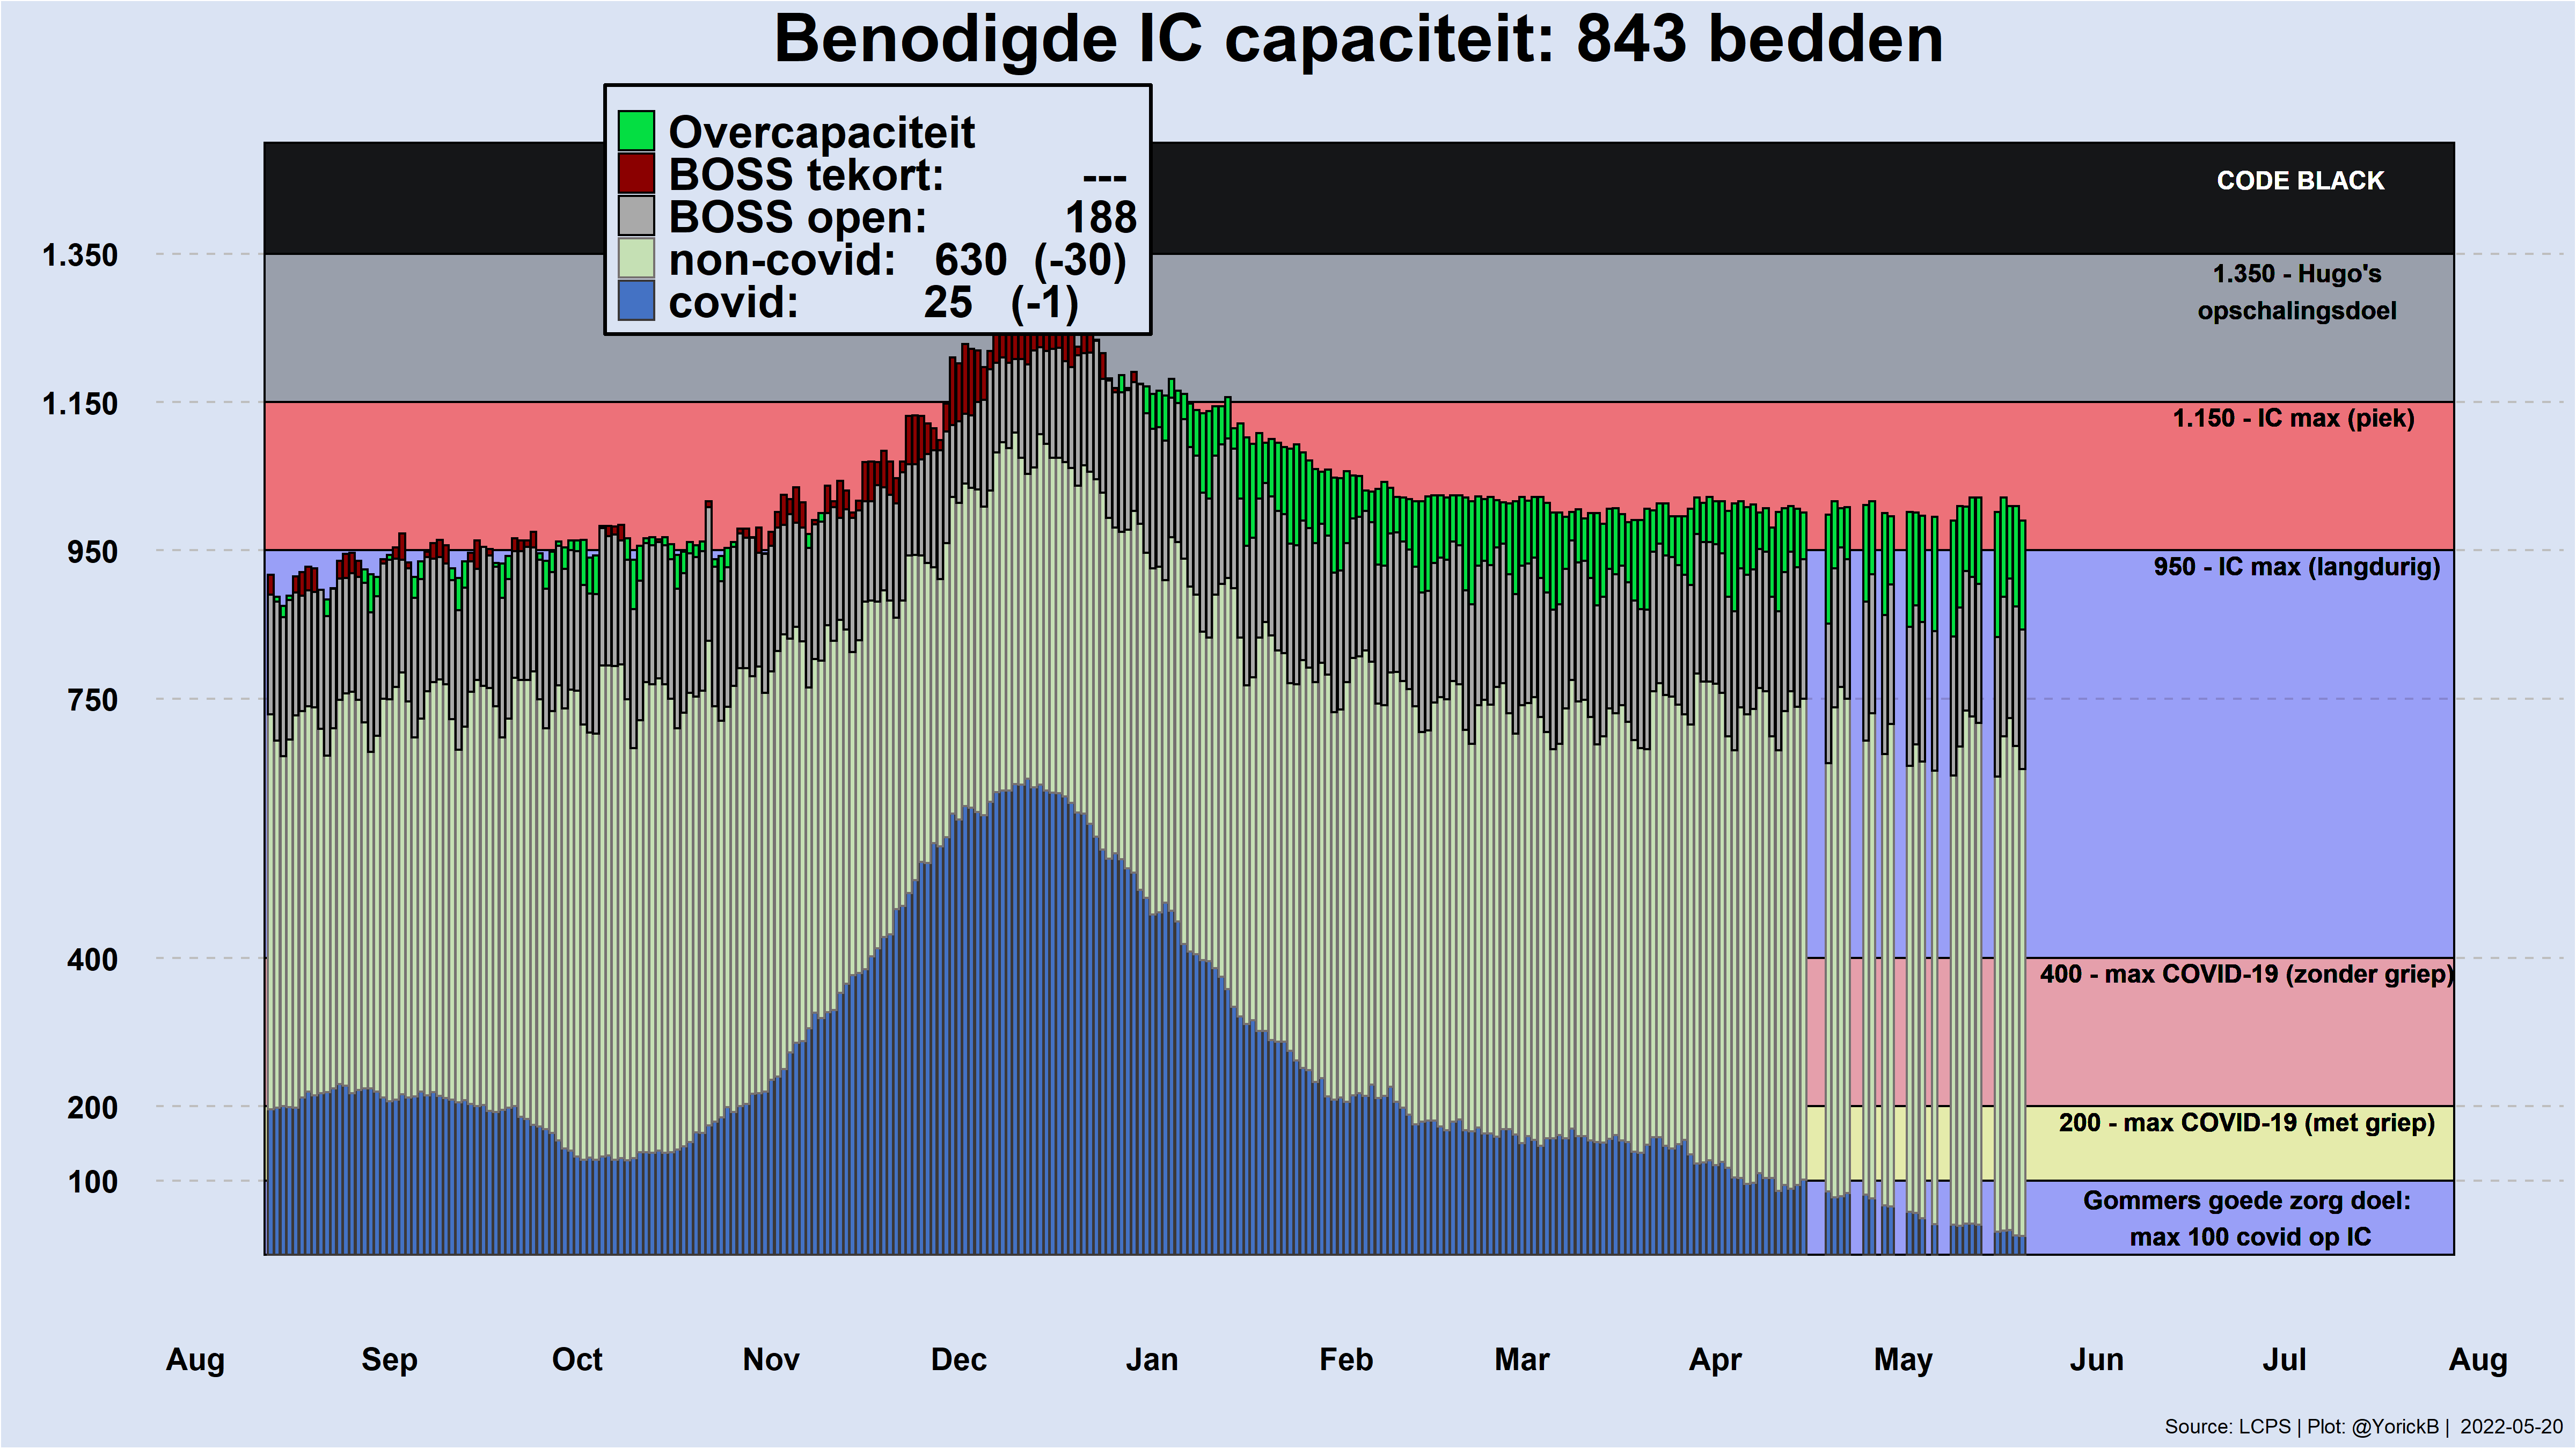 Benodigde IC capaciteit: 843 bedden
Overcapaciteit
BOSS tekort: ---
BOSS open: 188
non-covid: 630 (-30)
covid: 25 (-1)
CODE BLACK
1.350
1.350 - Hugo's
opschalingsdoel
1.150
1.150 - IC max (piek)
950
950 - IC max (langdurig)
750
400
400 - max COVID-19 (zonder griep)
200
200 - max COVID-19 (met griep)
100
Gommers goede zorg doel:
max 100 covid op IC
Aug Sep Oct Nov Dec Jan Feb Mar Apr May Jun Jul Aug
Source: LCPS | Plot: @YorickB | 2022-05-20